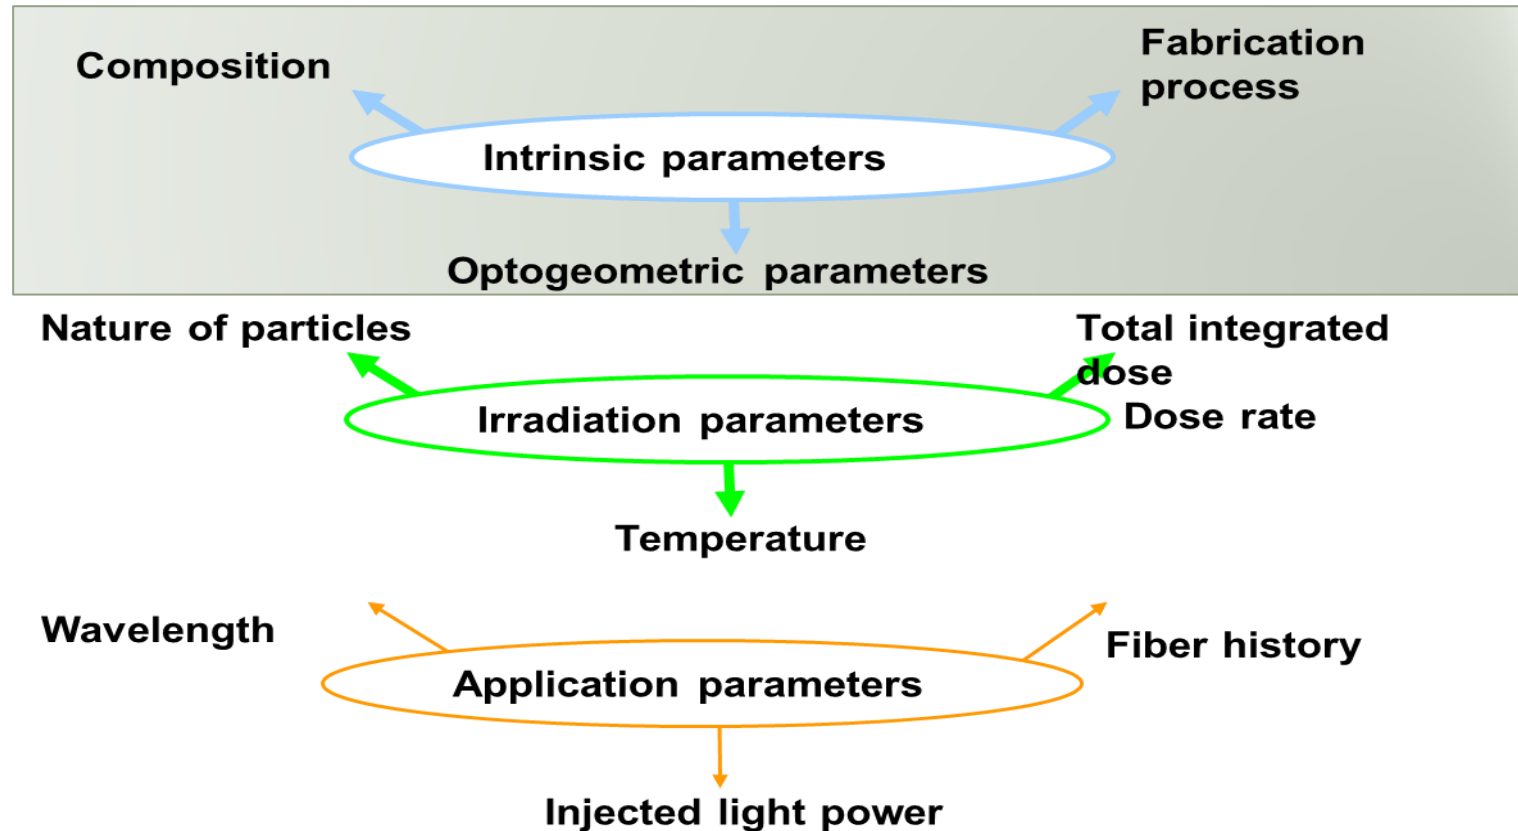 Composition
Fabrication
process
Intrinsic parameters
Optogeometric parameters
Nature of particles
Total integrated
dose
Irradiation parameters
Dose rate
Temperature
Wavelength
Fiber history
Application parameters
Injected light power